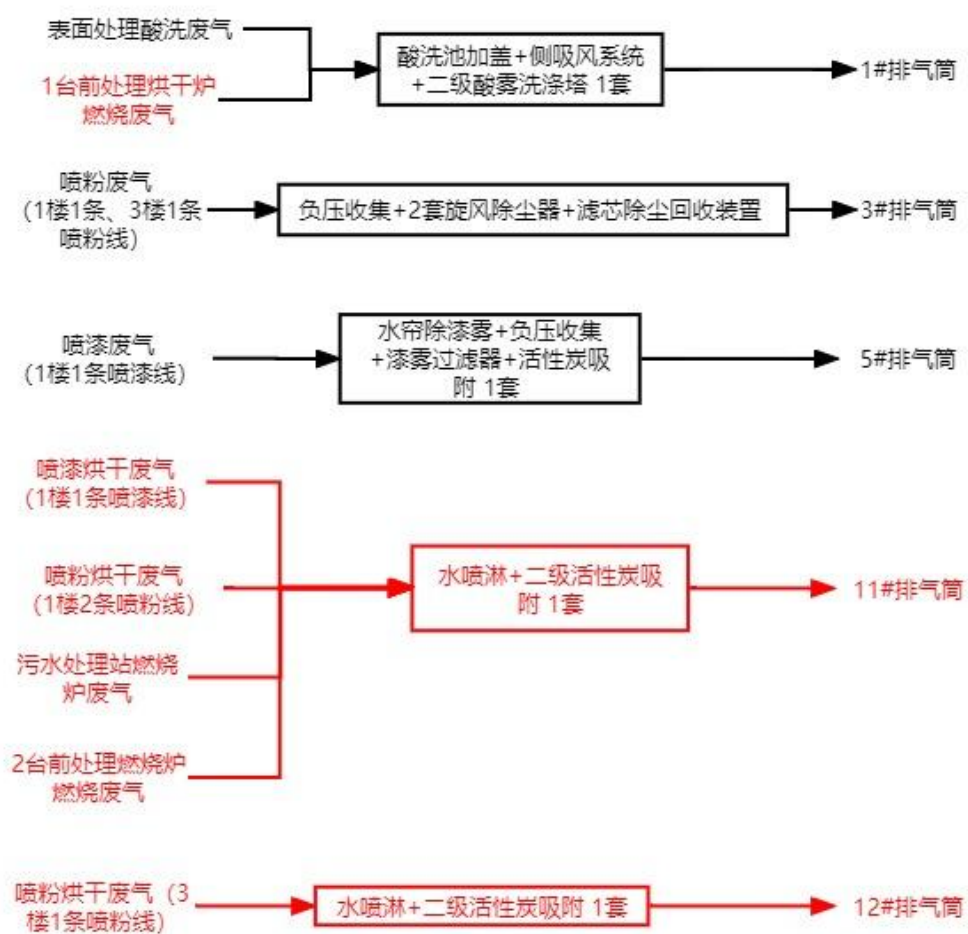 表面处理酸洗废气
1台前处理烘干炉
燃烧废气
酸洗池加盖+侧吸风系统
+二级酸雾洗涤塔 1套
1#排气筒
喷粉废气
(1楼1条、3楼1条
喷粉线)
负压收集+2套旋风除尘器+滤芯除尘回收装置
3#排气筒
喷漆废气
(1楼1条喷漆线)
水帘除漆雾+负压收集
+漆雾过滤器+活性炭吸
附 1套
5#排气筒
喷漆烘干废气
(1楼1条喷漆线)
喷粉烘干废气
(1楼2条喷粉线)
污水处理站燃烧
炉废气
2台前处理燃烧炉
燃烧废气
水喷淋+二级活性炭吸
附 1套
11#排气筒
喷粉烘干废气（3
楼1条喷粉线）
水喷淋+二级活性炭吸附 1套
12#排气筒